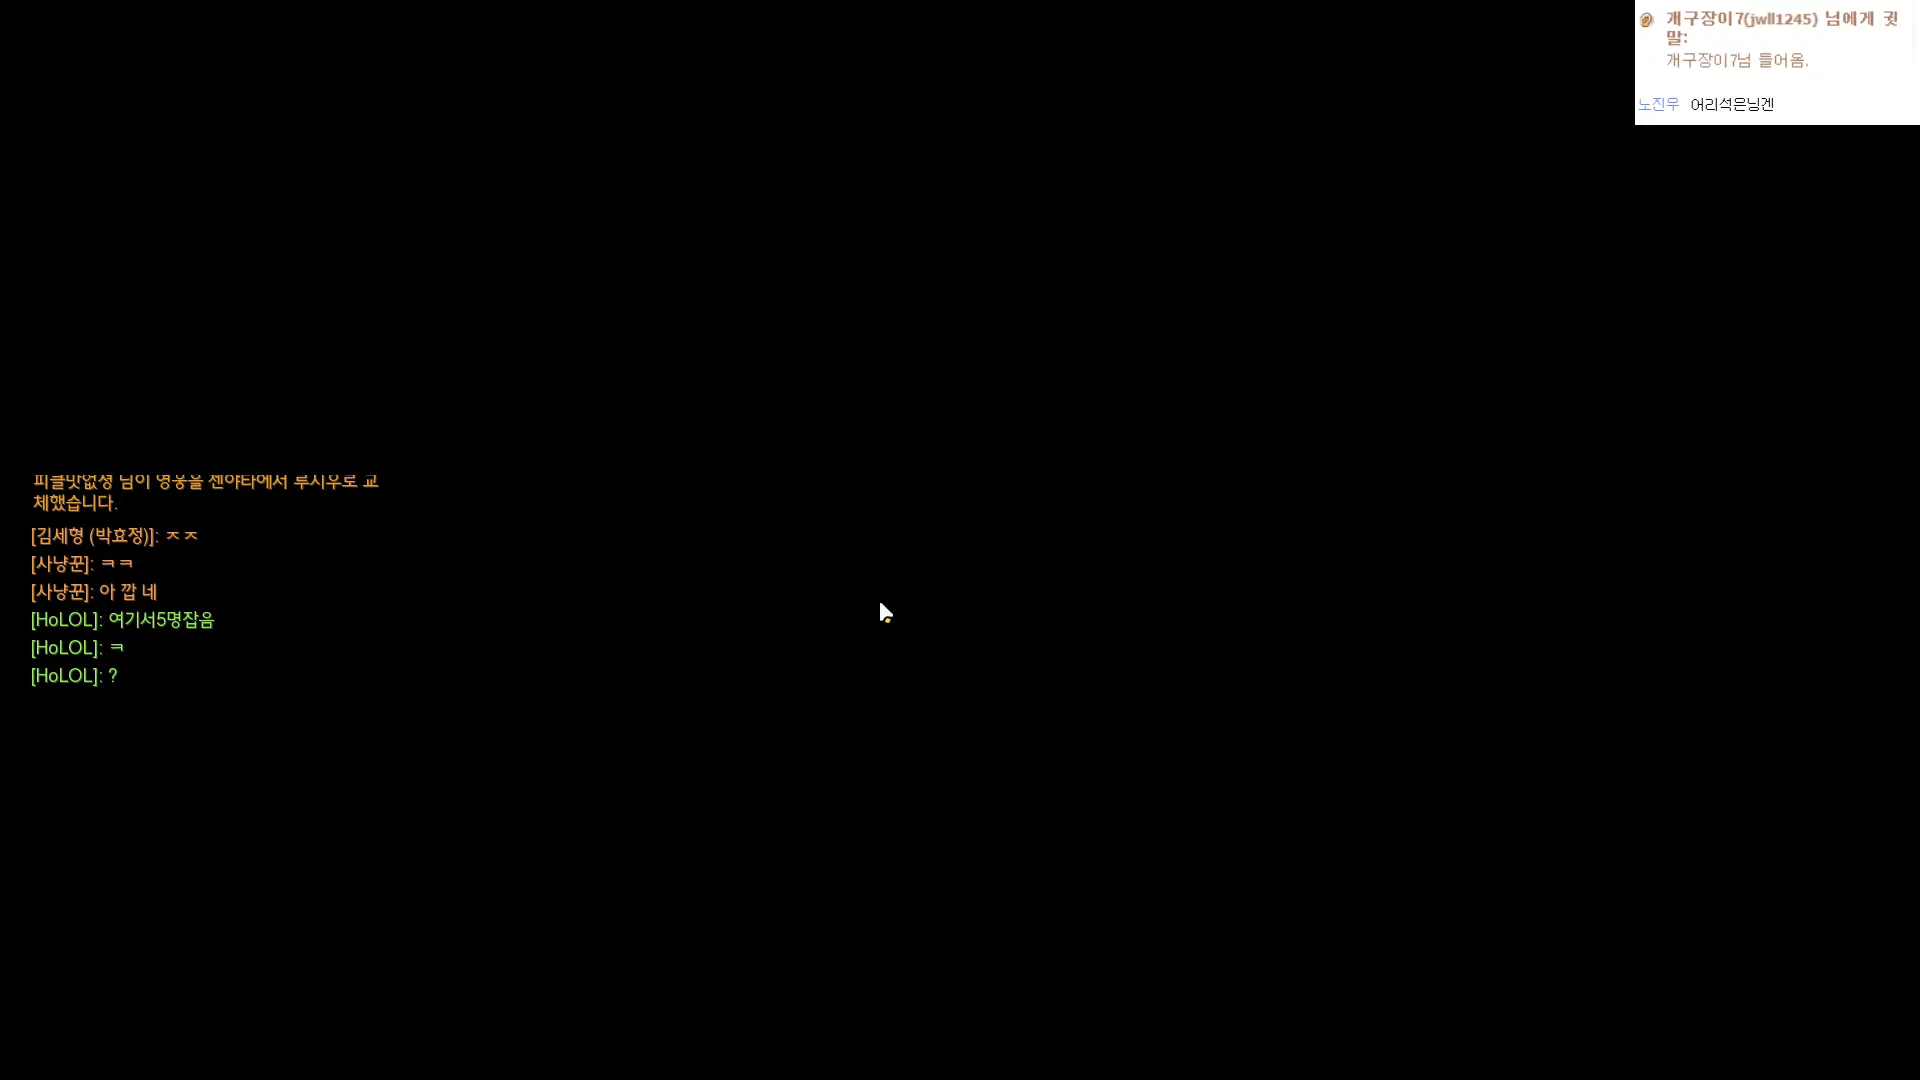 개구장이7(jwll1245) 님에게 귓
말:
개구장이7님 들어옴.
노진우 어리석은닝겐
피클맛없졍 님이 영웅을 젠야타에서 루시우로 교
체했습니다.
[김세형 (박효정)]: ㅈㅈ
[사냥꾼]: ㅋㅋ
[사냥꾼]: 아 깝 네
[HoLOL]: 여기서5명잡음
[HoLOL]: ㅋ
[HoLOL]: ?